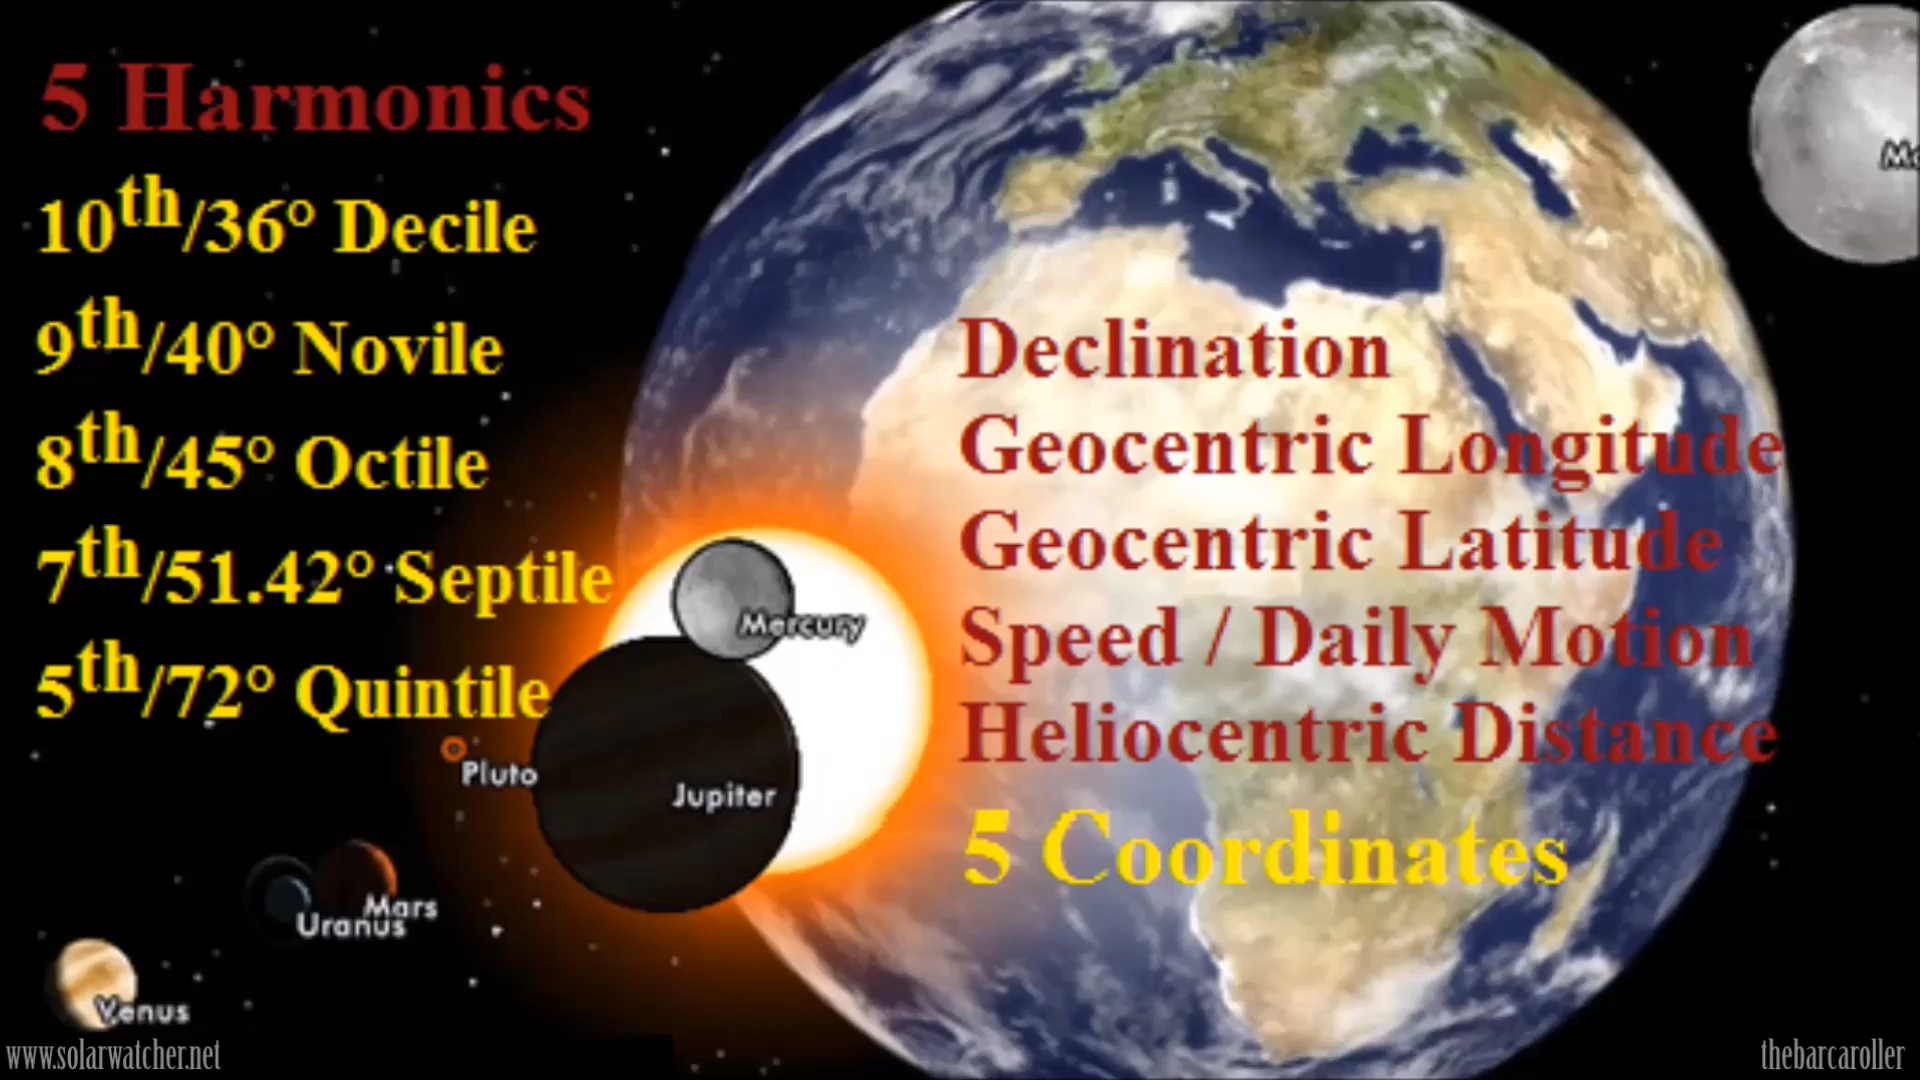 5 Harmonics
10th/36° Decile
9th/40° Novile
8th/45° Octile
7th/51.42° Septile
5th/72° Quintile
Declination
Geocentric Longitude
Geocentric Latitude
Speed / Daily Motion
Heliocentric Distance
5 Coordinates
Mercury
Pluto
Jupiter
Mars
Uranus
Venus
www.solarwatcher.net
thebarcaroller